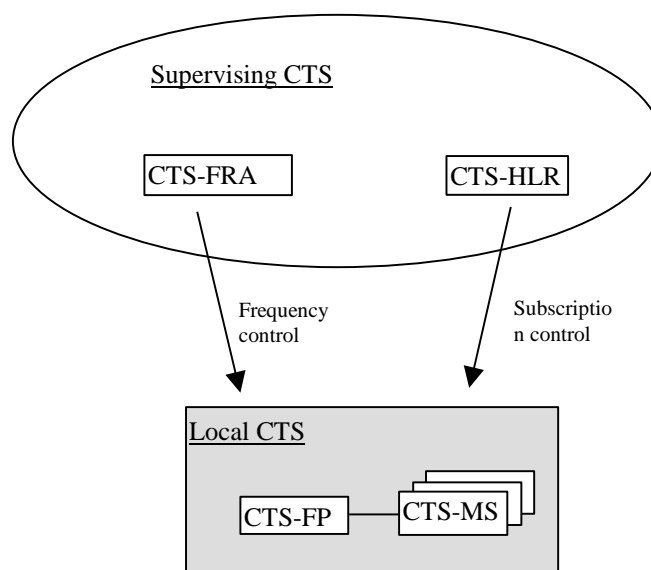 Supervising CTS
CTS-FRA
CTS-HLR
Frequency
control
Subscriptio
n control
Local CTS
CTS-FP
CTS-MS